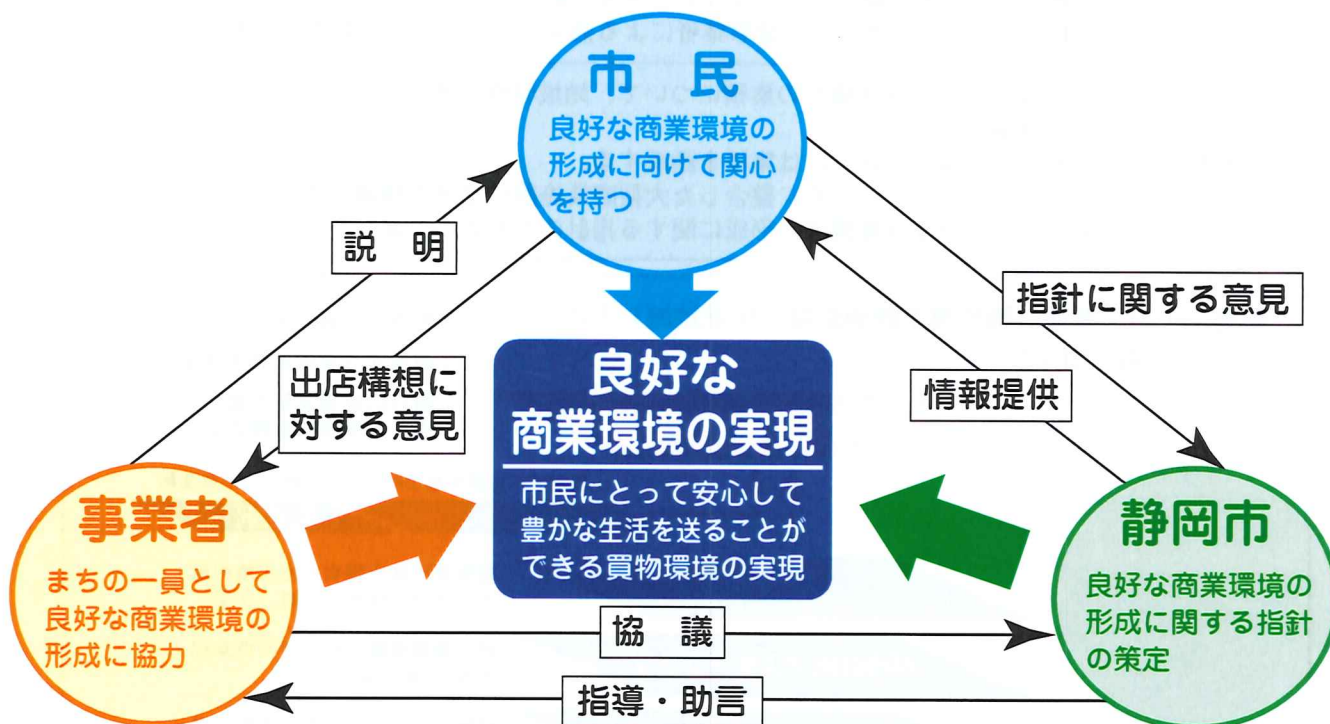 市 民
良好な商業環境の
形成に向けて関心
を持つ
説 明
指針に関する意見
出店構想に
対する意見
情報提供
良好な
商業環境の実現
市民にとって安心して
豊かな生活を送ることが
できる買物環境の実現
事業者
まちの一員として
良好な商業環境の
形成に協力
静岡市
良好な商業環境の
形成に関する指針
の策定
協 議
指導・助言